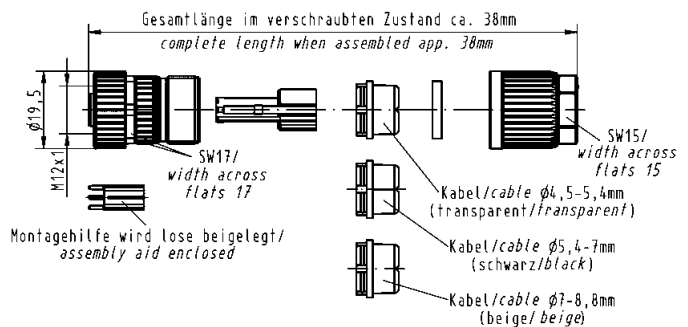 Gesamtlänge im verschraubten Zustand ca. 38mm
complete length when assembled app. 38mm
Ø19,5
M12x1
SW17/
width across
flats 17
SW15/
width across
flats 15
Kabel/cable Ø4,5-5,4mm
(transparent/transparent)
Montagehilfe wird lose beigelegt/
assembly aid enclosed
Kabel/cable Ø5,4-7mm
(schwarz/black)
Kabel/cable Ø7-8,8mm
(beige/ beige)